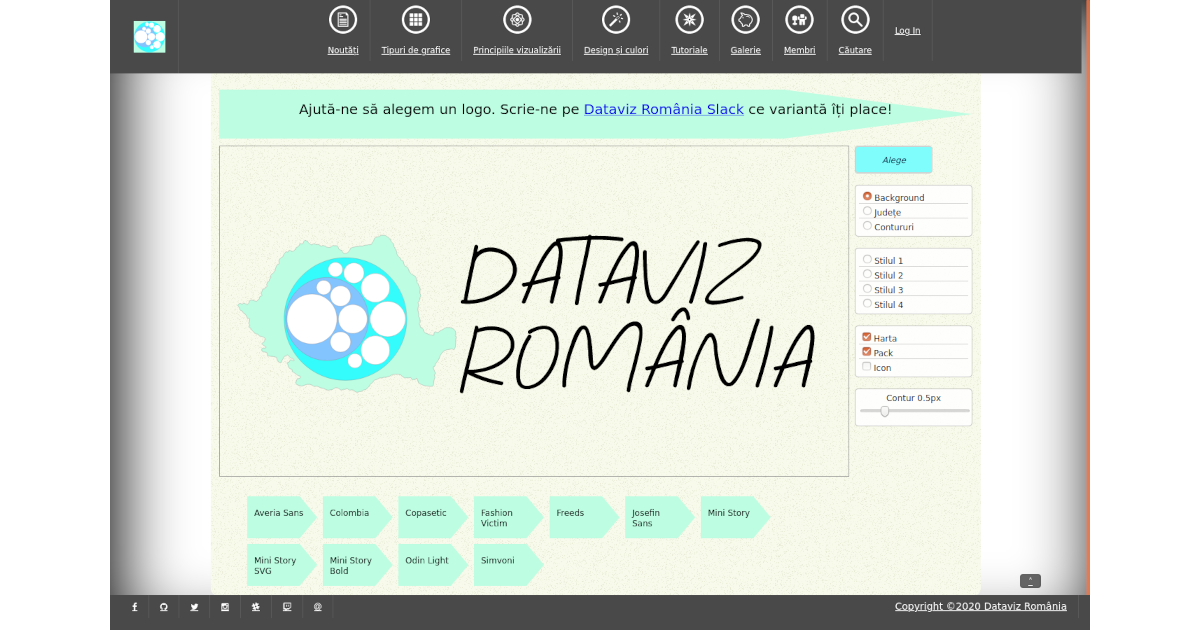 Noutăți
Tipuri de grafice
Principiile vizualizării
Design și culori
Tutoriale
Galerie
Membri
Căutare
Log In
Ajută-ne să alegem un logo. Scrie-ne pe Dataviz România Slack ce variantă îți place!
Alege
DATAVIZ
ROMÂNIA
Background
Județe
Contururi
Stilul 1
Stilul 2
Stilul 3
Stilul 4
Harta
Pack
Icon
Contur 0.5px
Averia Sans
Colombia
Copasetic
Fashion
Victim
Freeds
Josefin
Sans
Mini Story
Mini Story
SVG
Mini Story
Bold
Odin Light
Simvoni
Copyright ©2020 Dataviz România